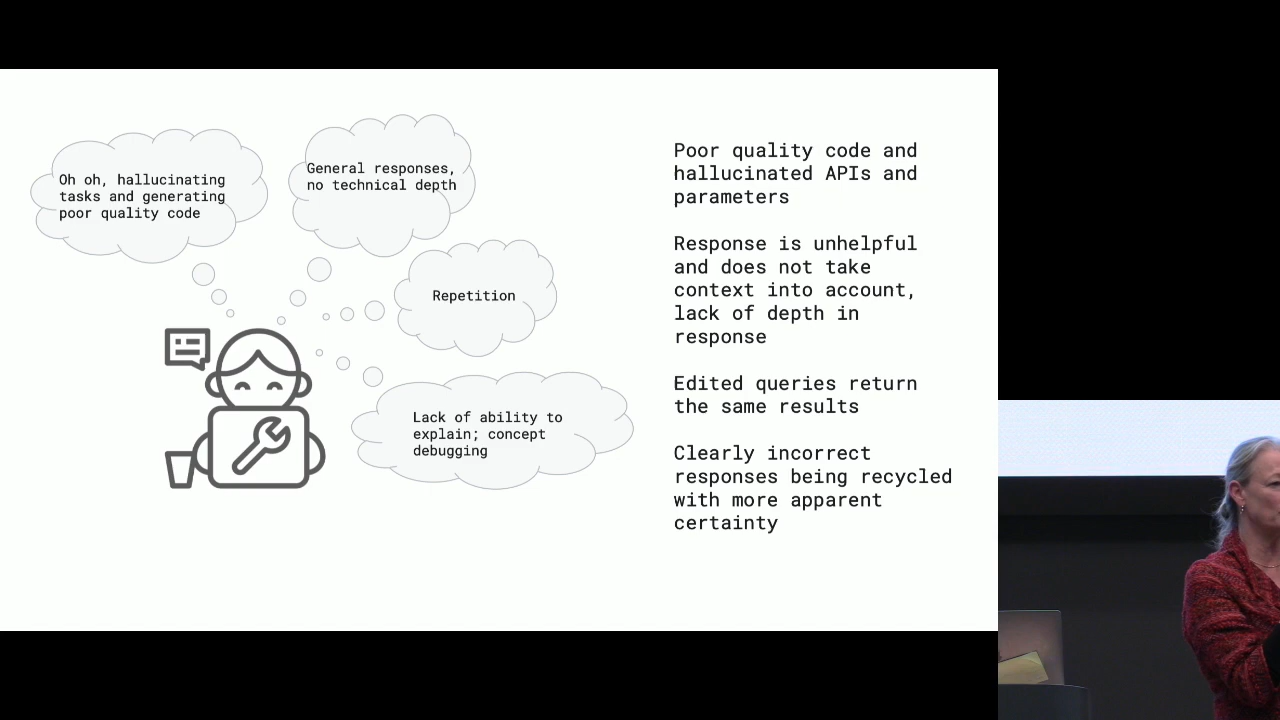 Oh oh, hallucinating
tasks and generating
poor quality code
General responses,
no technical depth
Repetition
Lack of ability to
explain; concept
debugging
Poor quality code and
hallucinated APIs and
parameters
Response is unhelpful
and does not take
context into account,
lack of depth in
response
Edited queries return
the same results
Clearly incorrect
responses being recycled
with more apparent
certainty